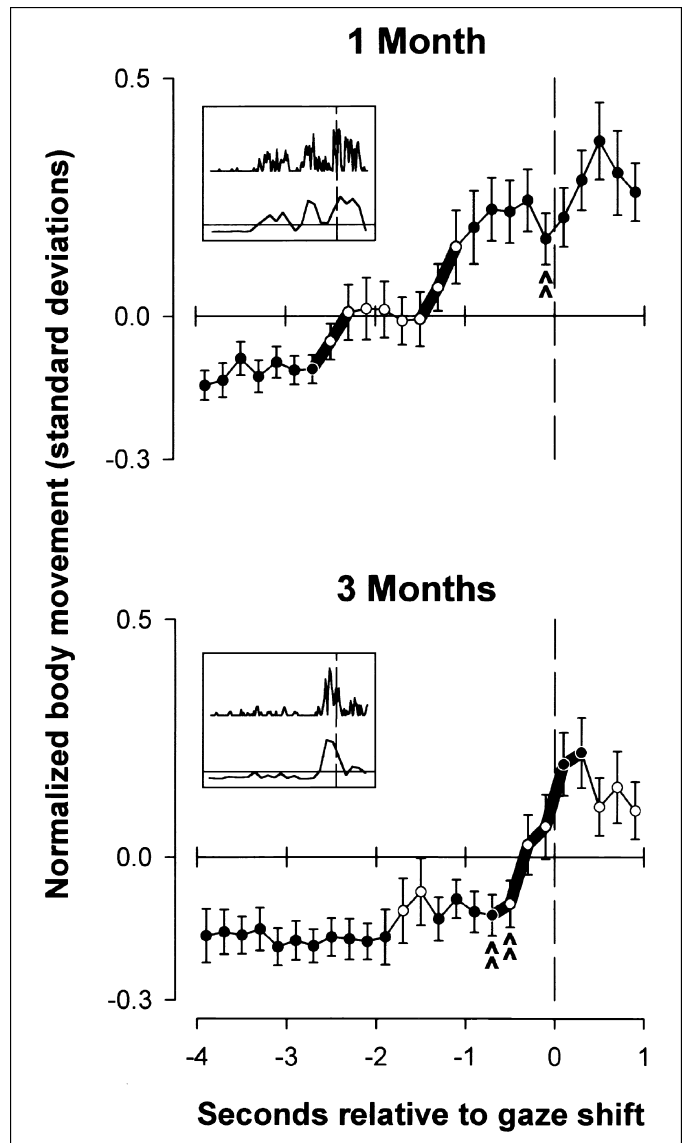 1 Month
0.5
0.0
-0.3
Normalized body movement (standard deviations)
3 Months
0.5
0.0
-0.3
-4 -3 -2 -1 0 1
Seconds relative to gaze shift